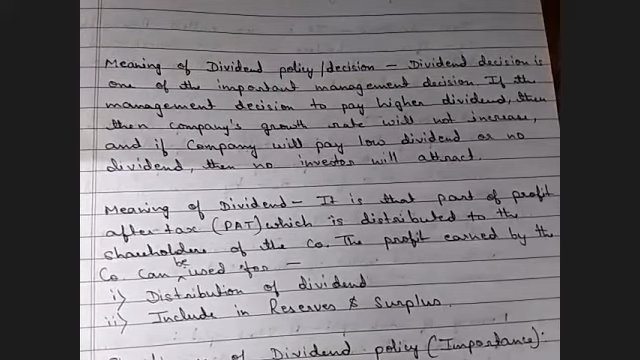 Meaning of Dividend policy/decision - Dividend decision is
one of the important management decision If the
management decision to pay higher dividend, then
then company's growth rate will not increase,
and if Company will pay low dividend or no
dividend, then no investor will attract.
Meaning of Dividend - It is that part of profit
after tax (PAT) which is distributed to the
shareholders of the Co. The profit earned by the
Co can be used for -
i) Distribution of dividend
ii) Include in Reserves & Surplus.
of Dividend policy (Importance):